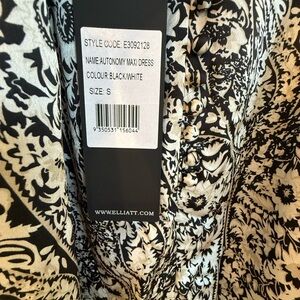 STYLE CODE: E3092128
NAME: AUTONOMY MAXI DRESS
COLOUR: BLACK/WHITE
SIZE: S
9 350531 156044
WWW.ELLIATT.COM